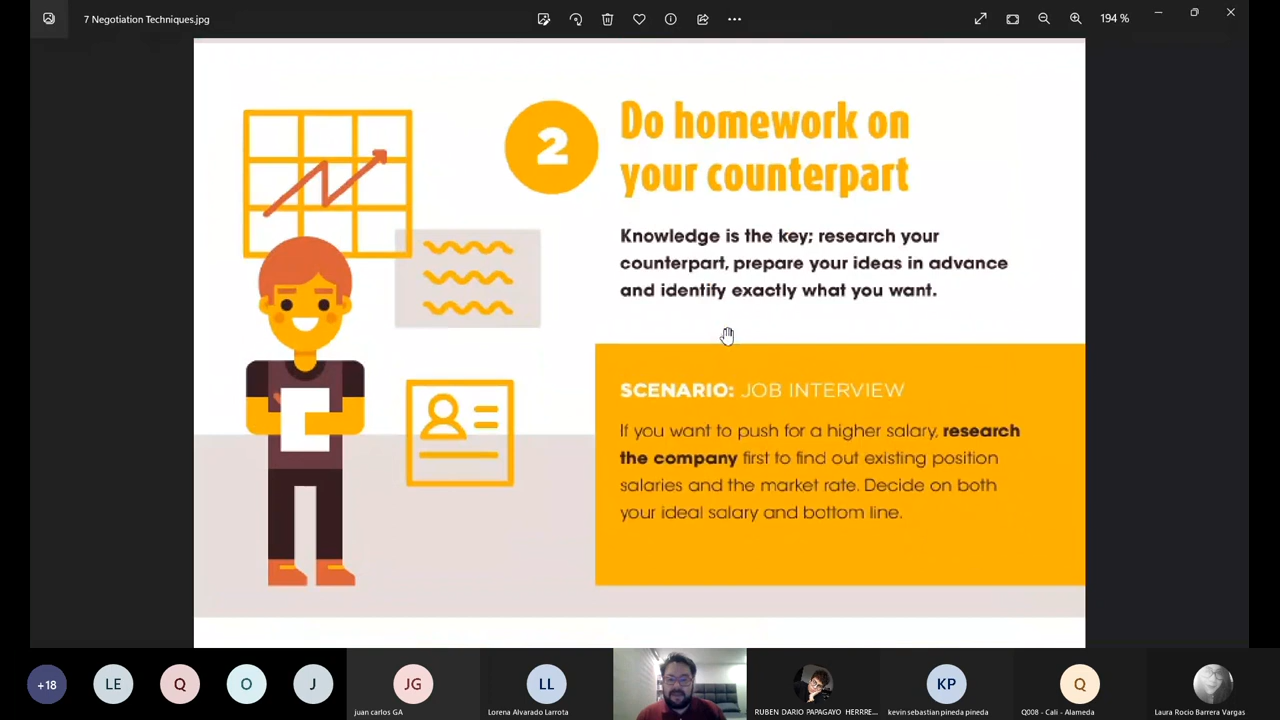 7 Negotiation Techniques.jpg
194 %
2
Do homework on
your counterpart
Knowledge is the key; research your
counterpart, prepare your ideas in advance
and identify exactly what you want.
SCENARIO: JOB INTERVIEW
If you want to push for a higher salary, research
the company first to find out existing position
salaries and the market rate. Decide on both
your ideal salary and bottom line.
+18
LE
Q
O
J
JG
LL
KP
Q
juan carlos GA
Lorena Alvarado Larrota
RUBEN DARIO PAPAGAYO HERRRE...
kevin sebastian pineda pineda
Q008 - Cali - Alameda
Laura Rocio Barrera Vargas